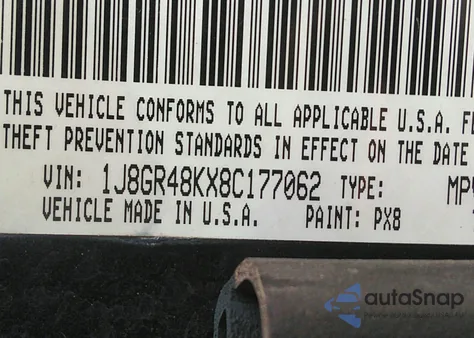 THIS VEHICLE CONFORMS TO ALL APPLICABLE U.S.A. F
THEFT PREVENTION STANDARDS IN EFFECT ON THE DATE
VIN: 1J8GR48KX8C177062 TYPE: MP
VEHICLE MADE IN U.S.A. PAINT: PX8
autoSnap